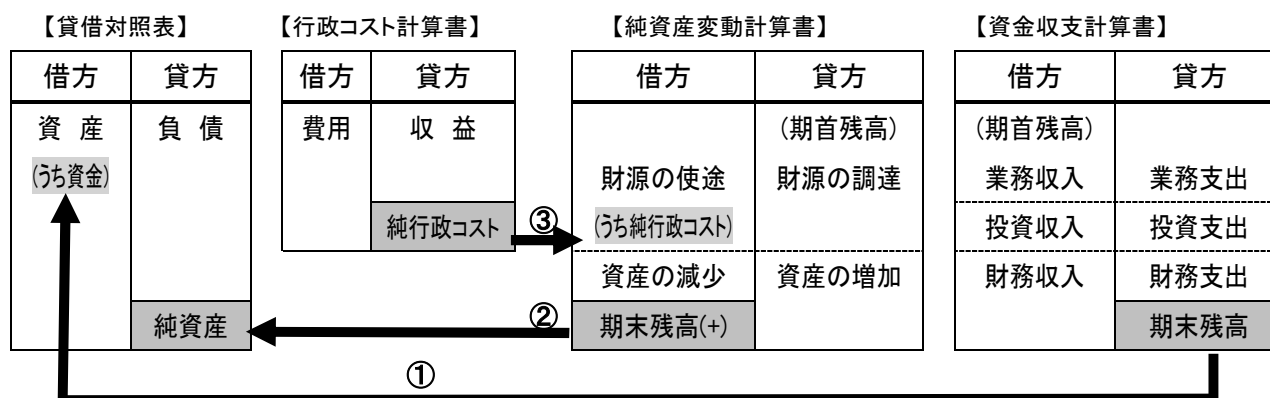 【貸借対照表】 【行政コスト計算書】 【純資産変動計算書】 【資金収支計算書】
借方 貸方 借方 貸方 借方 貸方 借方 貸方
資 産 負 債 費用 収 益 (期首残高) (期首残高)
(うち資金) 財源の使途 財源の調達 業務収入 業務支出
純行政コスト ③ (うち純行政コスト) 投資収入 投資支出
資産の減少 資産の増加 財務収入 財務支出
純資産 ② 期末残高(+) 期末残高
①